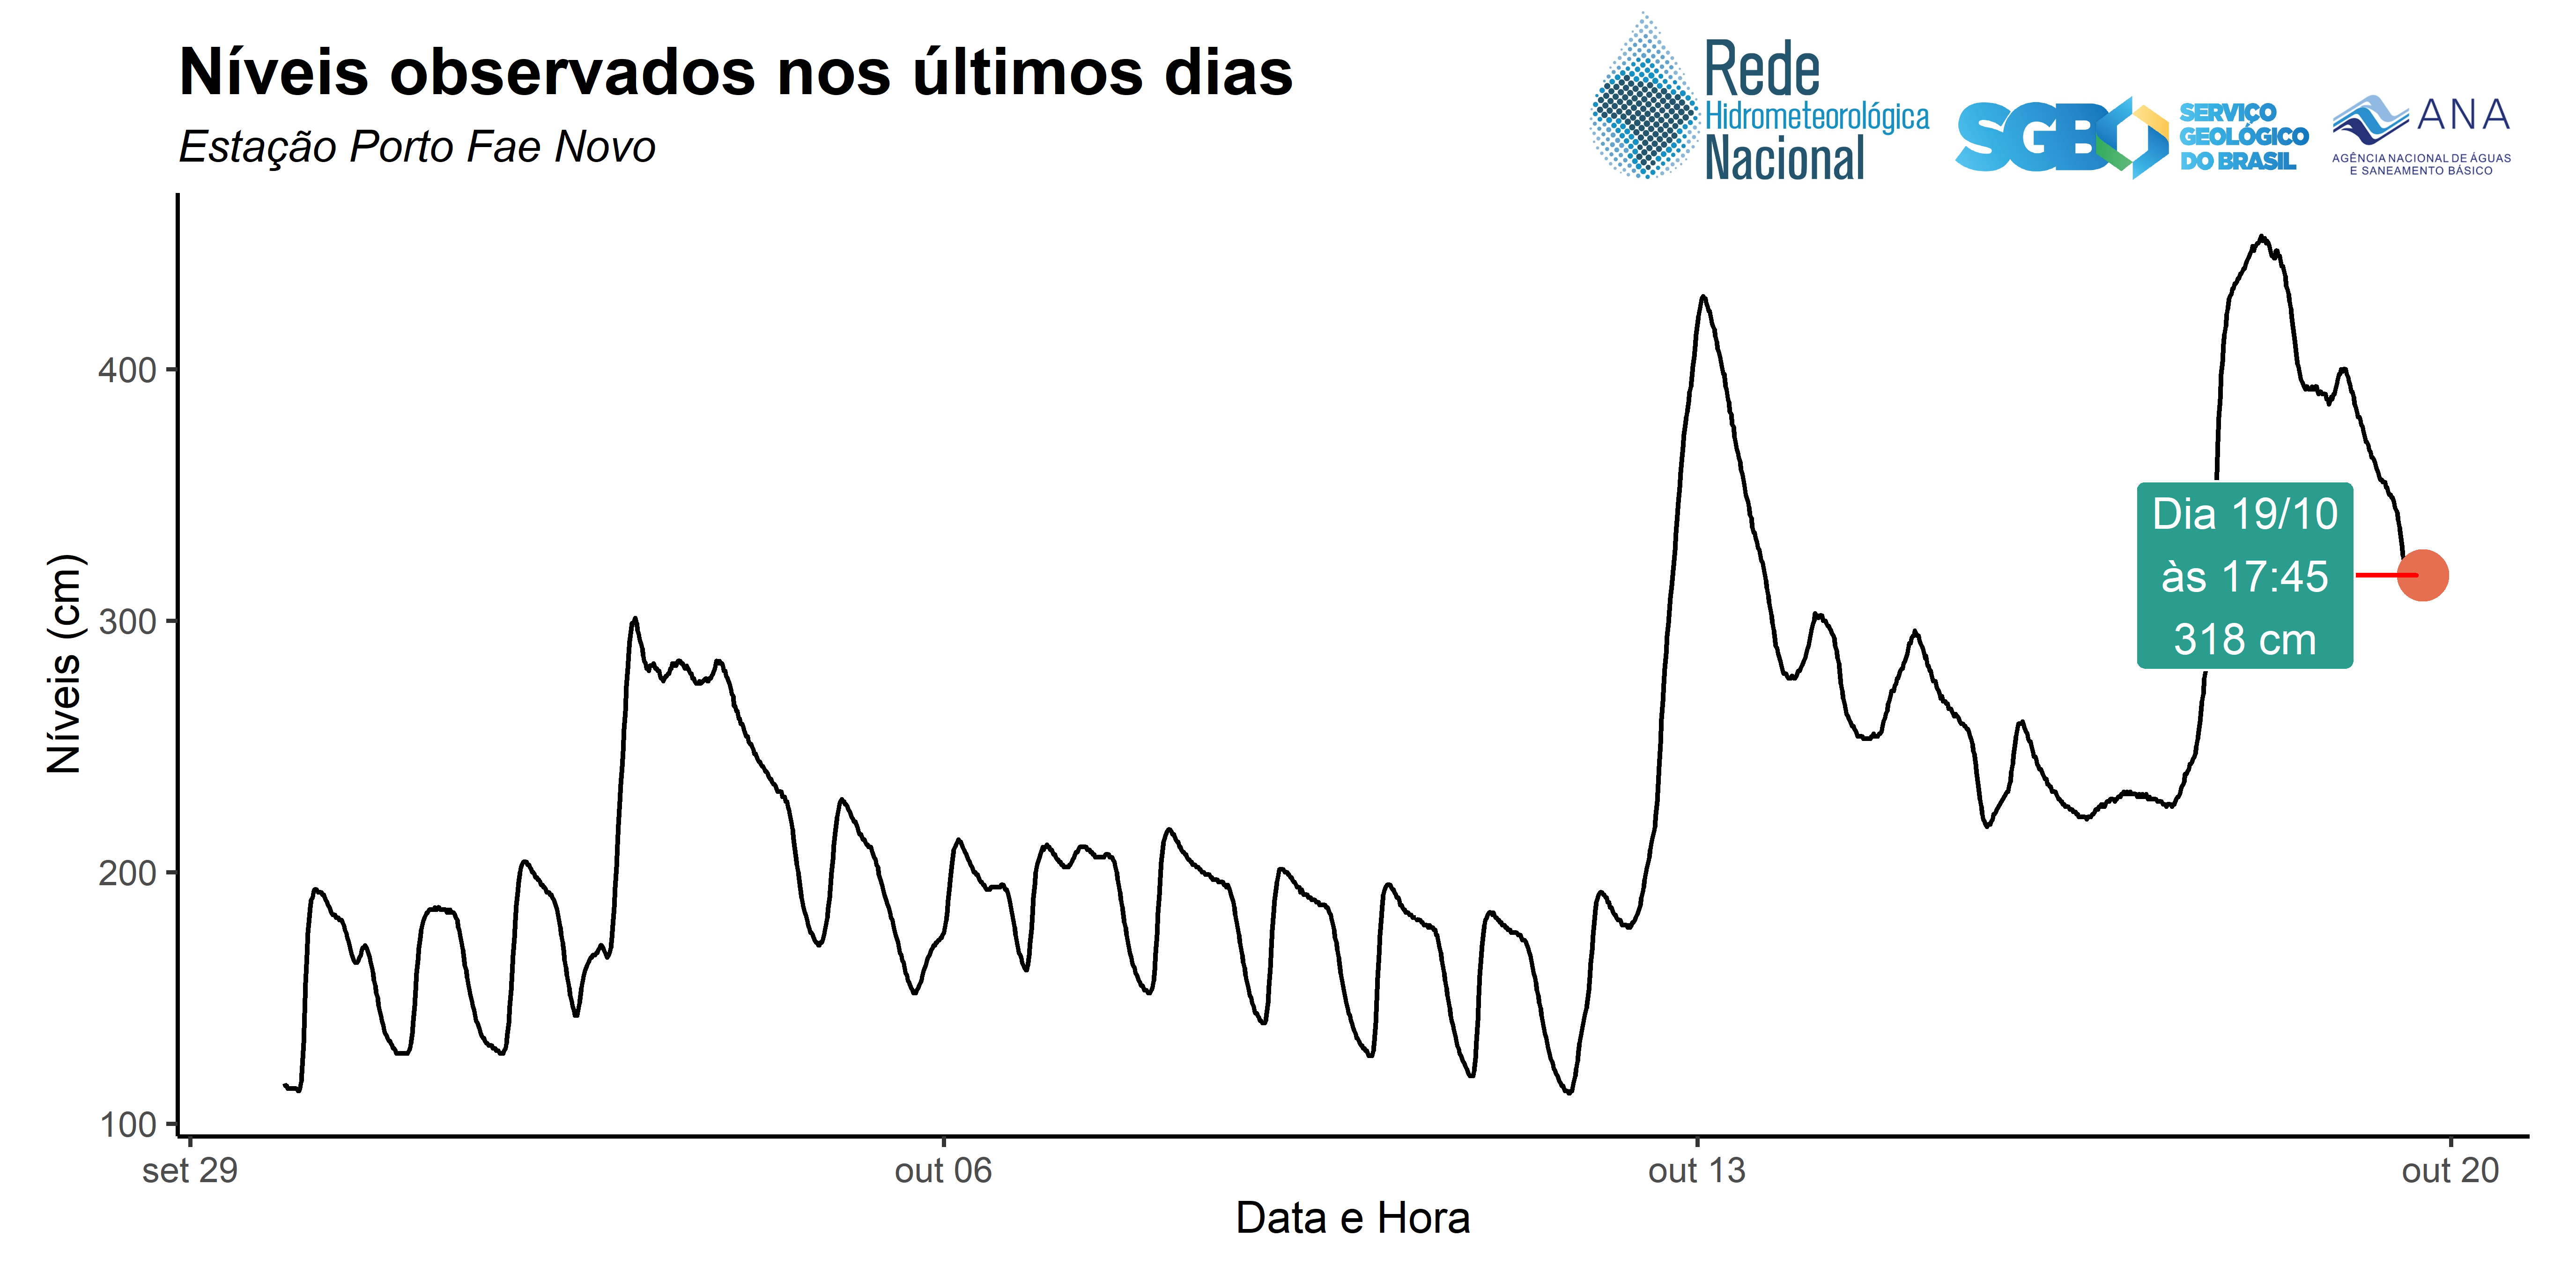 Níveis observados nos últimos dias
Estação Porto Fae Novo
Rede
Hidrometeorológica
Nacional
SGB
SERVIÇO
GEOLÓGICO
DO BRASIL
ANA
AGÊNCIA NACIONAL DE ÁGUAS
E SANEAMENTO BÁSICO
Níveis (cm)
400
300
200
100
Dia 19/10
às 17:45
318 cm
set 29
out 06
out 13
out 20
Data e Hora